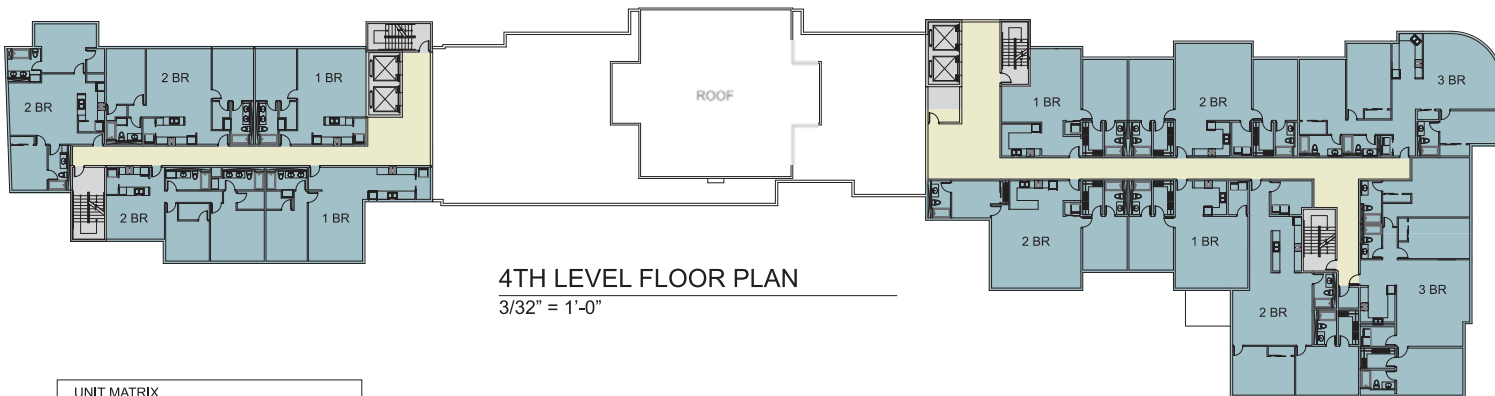 2 BR
2 BR
1 BR
2 BR
1 BR
ROOF
1 BR
2 BR
3 BR
2 BR
1 BR
2 BR
3 BR
4TH LEVEL FLOOR PLAN
3/32” = 1’-0”
UNIT MATRIX